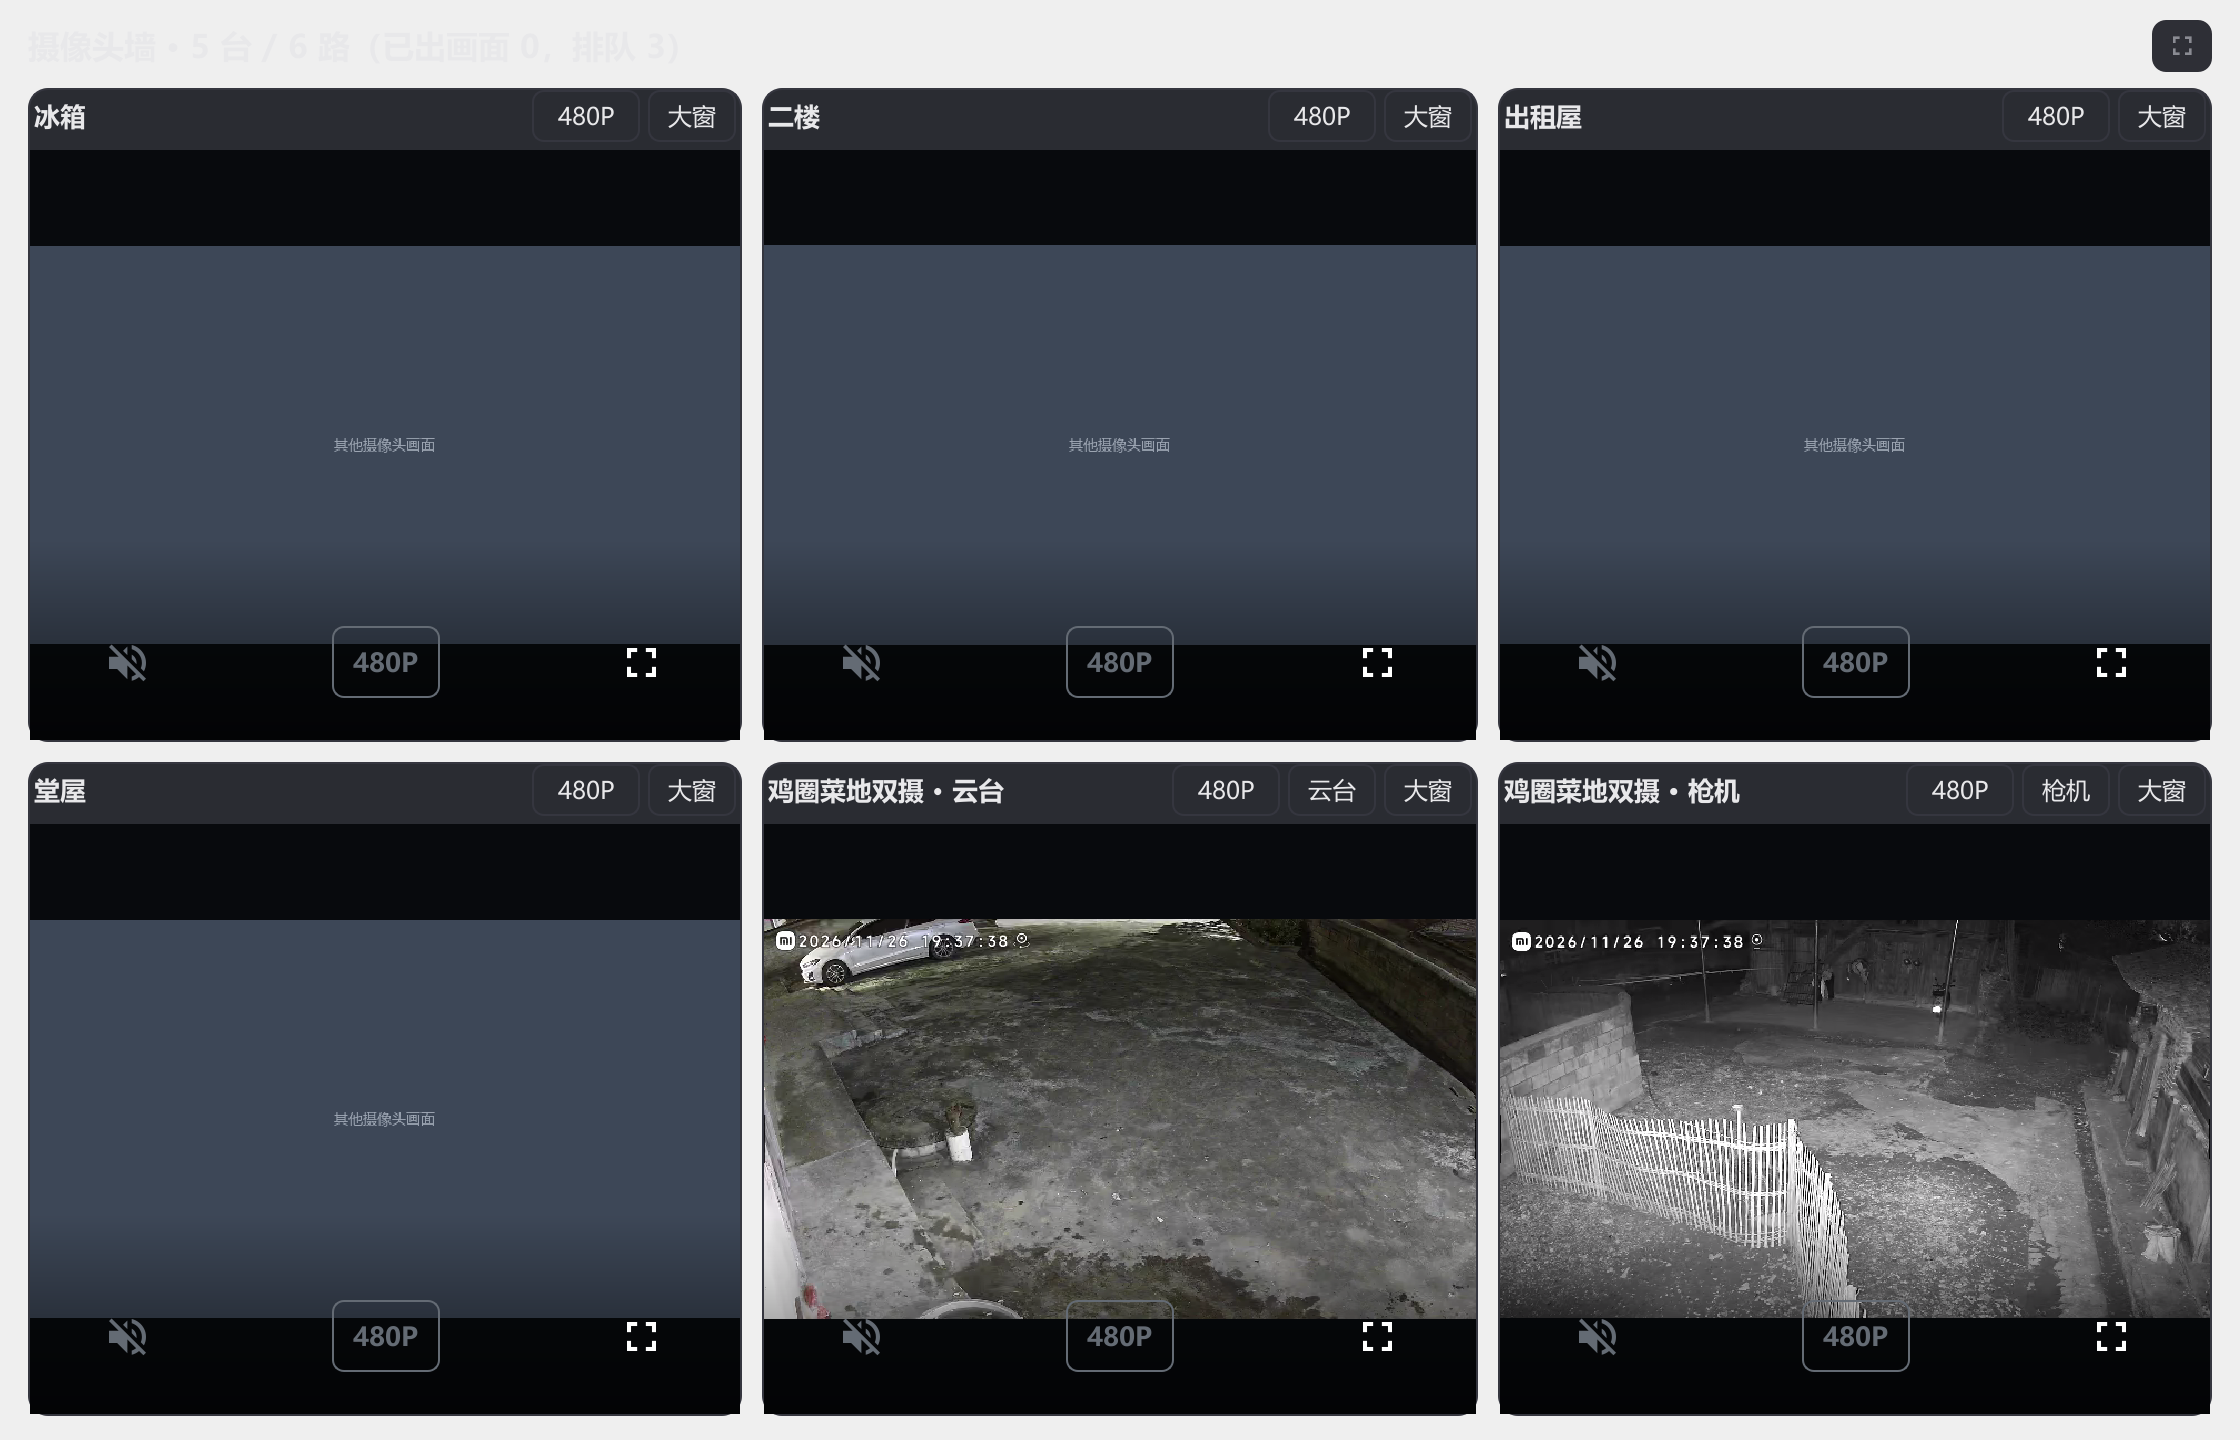 摄像头墙 · 5 台 / 6 路（已出画面 0，排队 3）
冰箱 480P 大窗
二楼 480P 大窗
出租屋 480P 大窗
其他摄像头画面
其他摄像头画面
其他摄像头画面
480P
480P
480P
堂屋 480P 大窗
鸡圈菜地双摄 · 云台 480P 云台 大窗
鸡圈菜地双摄 · 枪机 480P 枪机 大窗
mi 2026/11/26 19:37:38
mi 2026/11/26 19:37:38
其他摄像头画面
480P
480P
480P